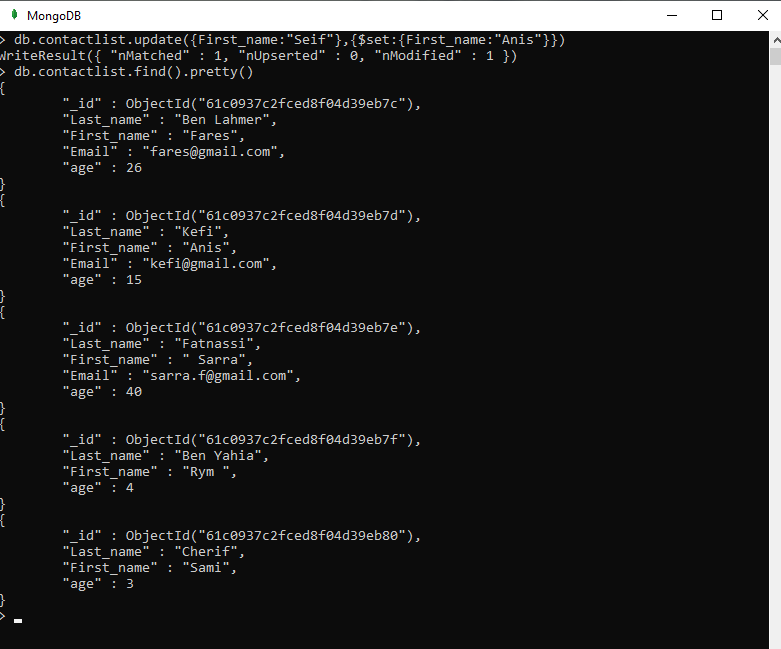 MongoDB
> db.contactlist.update({First_name:"Seif"},{$set:{First_name:"Anis"}})
WriteResult({ "nMatched" : 1, "nUpserted" : 0, "nModified" : 1 })
> db.contactlist.find().pretty()
{
"_id" : ObjectId("61c0937c2fced8f04d39eb7c"),
"Last_name" : "Ben Lahmer",
"First_name" : "Fares",
"Email" : "fares@gmail.com",
"age" : 26
}
{
"_id" : ObjectId("61c0937c2fced8f04d39eb7d"),
"Last_name" : "Kefi",
"First_name" : "Anis",
"Email" : "kefi@gmail.com",
"age" : 15
}
{
"_id" : ObjectId("61c0937c2fced8f04d39eb7e"),
"Last_name" : "Fatnassi",
"First_name" : " Sarra",
"Email" : "sarra.f@gmail.com",
"age" : 40
}
{
"_id" : ObjectId("61c0937c2fced8f04d39eb7f"),
"Last_name" : "Ben Yahia",
"First_name" : "Rym ",
"age" : 4
}
{
"_id" : ObjectId("61c0937c2fced8f04d39eb80"),
"Last_name" : "Cherif",
"First_name" : "Sami",
"age" : 3
}
>